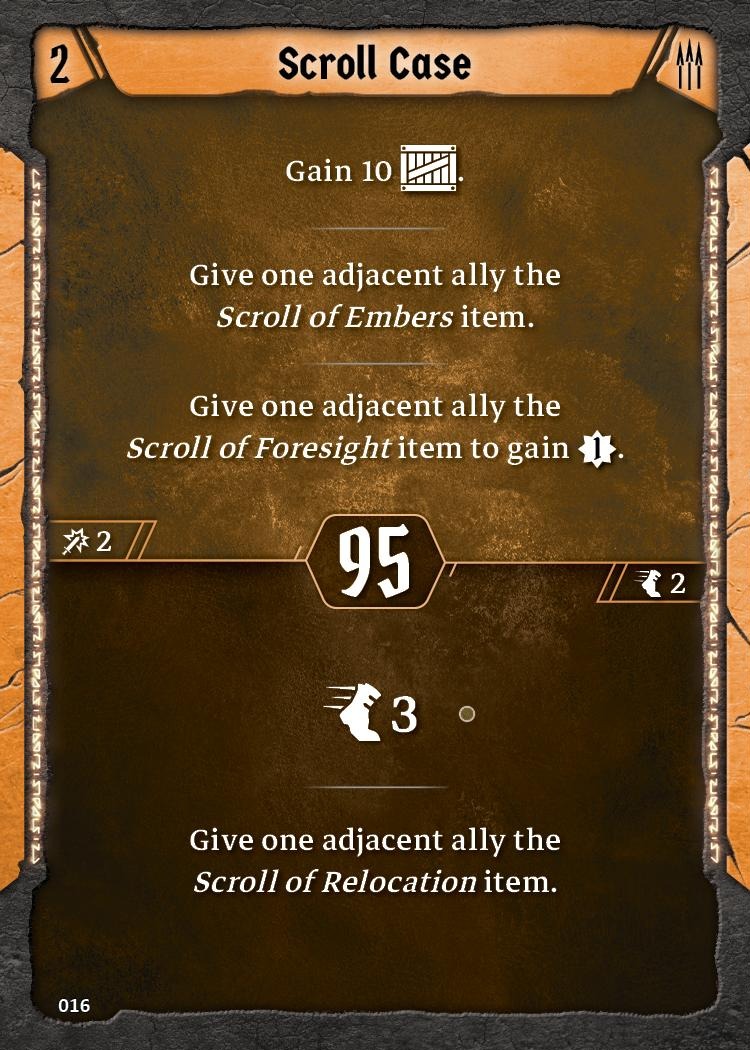 2
Scroll Case
Gain 10 .
Give one adjacent ally the
Scroll of Embers item.
Give one adjacent ally the
Scroll of Foresight item to gain 1.
2
95
2
3
Give one adjacent ally the
Scroll of Relocation item.
016